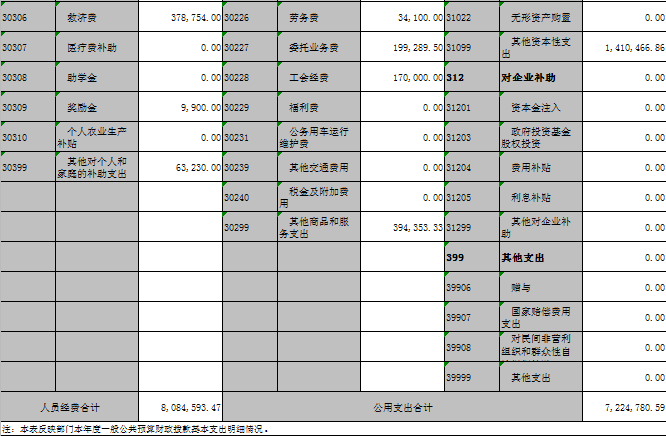 30306 救济费 378,754.00 30226 劳务费 34,100.00 31022 无形资产购置 0.00
30307 医疗费补助 0.00 30227 委托业务费 199,289.50 31099 其他资本性支出 1,410,466.86
30308 助学金 0.00 30228 工会经费 170,000.00 312 对企业补助 0.00
30309 奖励金 9,900.00 30229 福利费 0.00 31201 资本金注入 0.00
30310 个人农业生产补贴 0.00 30231 公务用车运行维护费 0.00 31203 政府投资基金股权投资 0.00
30399 其他对个人和家庭的补助支出 63,230.00 30239 其他交通费用 0.00 31204 费用补贴 0.00
30240 税金及附加费用 0.00 31205 利息补贴 0.00
30299 其他商品和服务支出 394,353.33 31299 其他对企业补助 0.00
399 其他支出 0.00
39906 赠与 0.00
39907 国家赔偿费用支出 0.00
39908 对民间非营利组织和群众性自 0.00
39999 其他支出 0.00
人员经费合计 8,084,593.47 公用支出合计 7,224,780.59
注：本表反映部门本年度一般公共预算财政拨款基本支出明细情况。